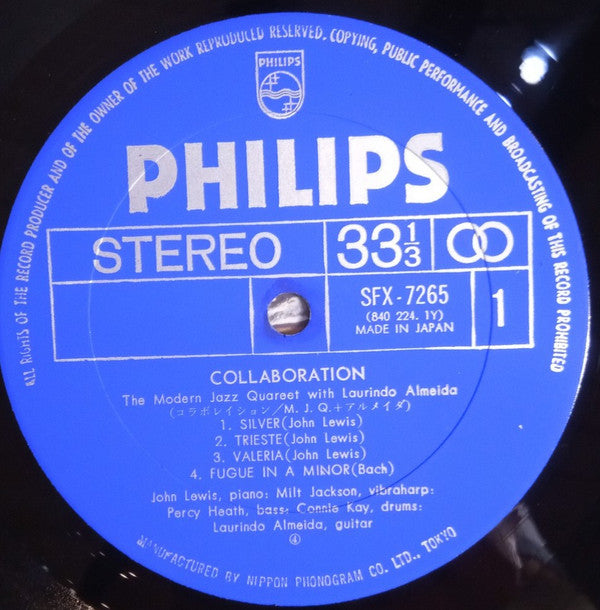 ALL RIGHTS OF THE RECORD PRODUCER AND OF THE OWNER OF THE WORK REPRODUCED RESERVED. COPYING, PUBLIC PERFORMANCE AND BROADCASTING OF THIS RECORD PROHIBITED
PHILIPS
PHILIPS
STEREO 33 1/3 OO
SFX-7265
(840 224. 1Y)
MADE IN JAPAN
1
COLLABORATION
The Modern Jazz Quareet with Laurindo Almeida
(コラボレイション/M.J.Q.+アルメイダ)
1. SILVER(John Lewis)
2. TRIESTE(John Lewis)
3. VALERIA(John Lewis)
4. FUGUE IN A MINOR(Bach)
John Lewis, piano: Milt Jackson, vibraharp:
Percy Heath, bass: Connie Kay, drums:
Laurindo Almeida, guitar
④
MANUFACTURED BY NIPPON PHONOGRAM CO. LTD., TOKYO